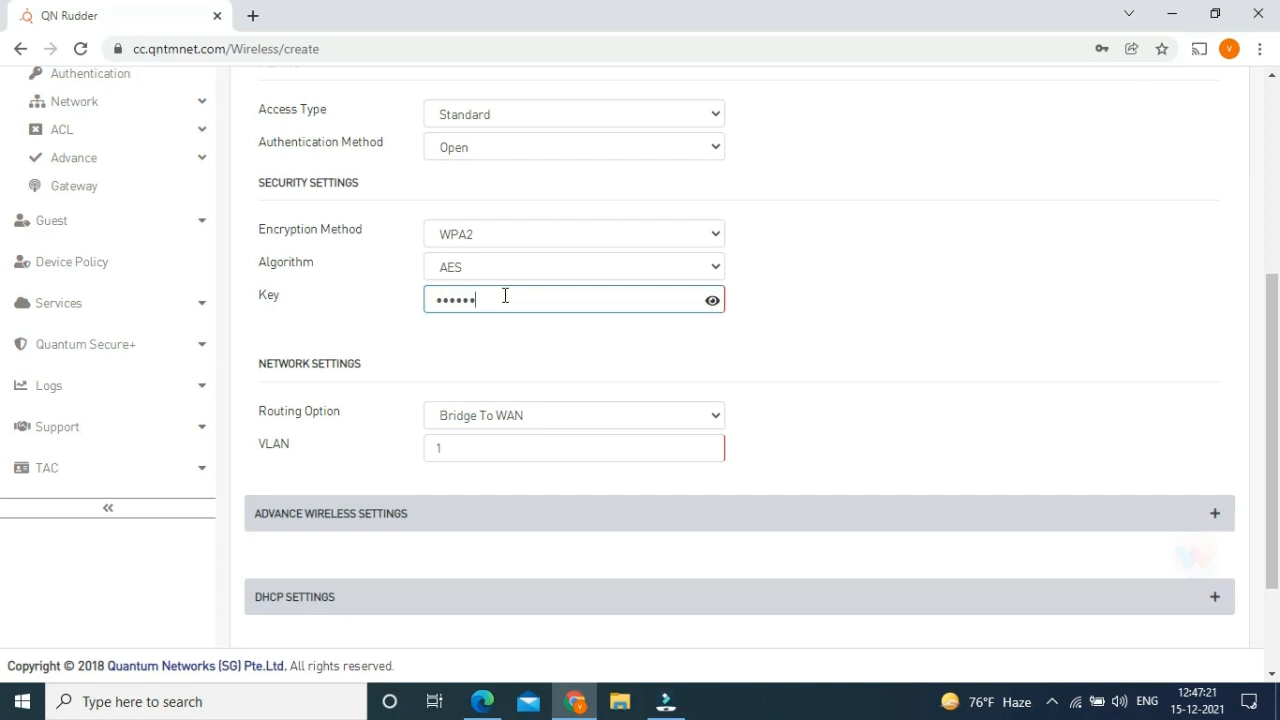 QN Rudder
cc.qntmnet.com/Wireless/create
V
Authentication
Network
ACL
Advance
Gateway
Guest
Device Policy
Services
Quantum Secure+
Logs
Support
TAC
Access Type
Standard
Authentication Method
Open
SECURITY SETTINGS
Encryption Method
WPA2
Algorithm
AES
Key
••••••
NETWORK SETTINGS
Routing Option
Bridge To WAN
VLAN
1
ADVANCE WIRELESS SETTINGS
DHCP SETTINGS
Copyright © 2018 Quantum Networks (SG) Pte.Ltd. All rights reserved.
Type here to search
76°F Haze
ENG
12:47:21
15-12-2021